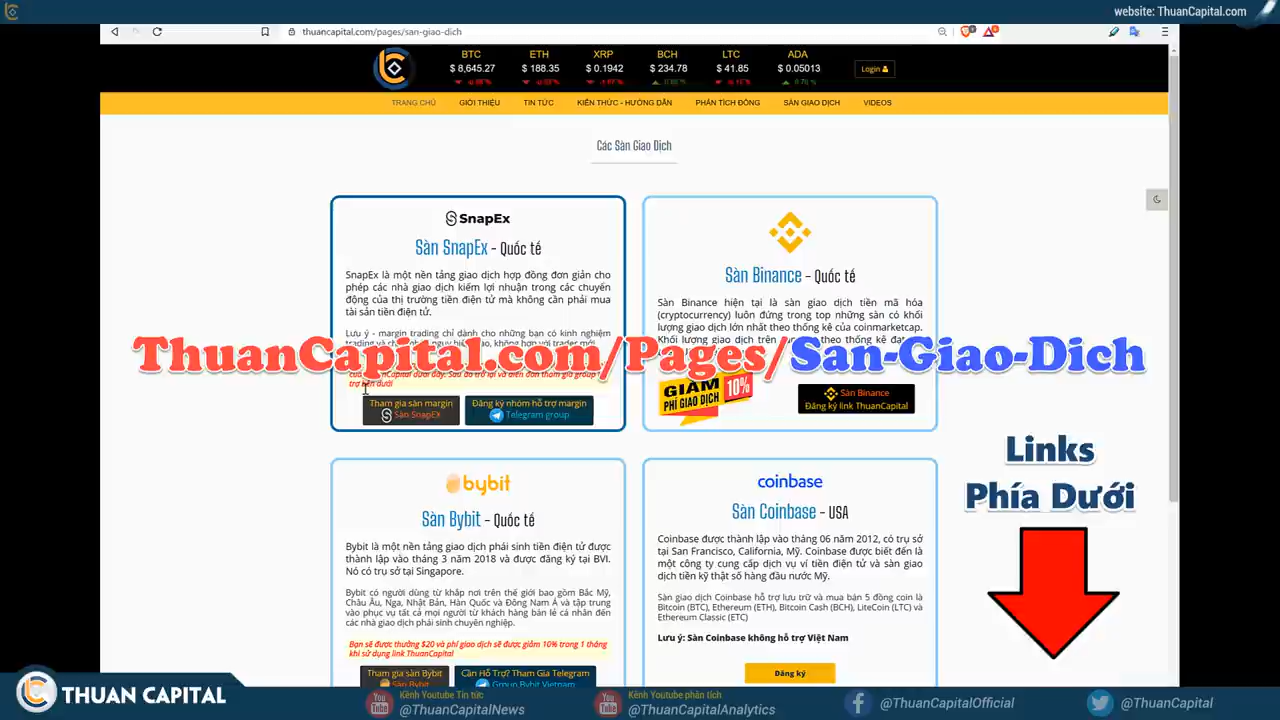 website: ThuanCapital.com
thuancapital.com/pages/san-giao-dich
BTC ETH XRP BCH LTC ADA
$ 8,645.27 $ 188.35 $ 0.1942 $ 234.78 $ 41.85 $ 0.05013
Login
TRANG CHỦ GIỚI THIỆU TIN TỨC KIẾN THỨC - HƯỚNG DẪN PHÂN TÍCH ĐỒNG SÀN GIAO DỊCH VIDEOS
Các Sàn Giao Dịch
SnapEx
Sàn SnapEx - Quốc tế
SnapEx là một nền tảng giao dịch hợp đồng đơn giản cho
phép các nhà giao dịch kiếm lợi nhuận trong các chuyển
động của thị trường tiền điện tử mà không cần phải mua
tài sản tiền điện tử.
Lưu ý - margin trading chỉ dành cho những bạn có kinh nghiệm
trợ bên dưới
Tham gia sàn margin
Sàn SnapEX
Đăng ký nhóm hỗ trợ margin
Telegram group
Sàn Binance - Quốc tế
Sàn Binance hiện tại là sàn giao dịch tiền mã hóa
(cryptocurrency) luôn đứng trong top những sàn có khối
lượng giao dịch lớn nhất theo thống kê của coinmarketcap.
GIẢM 10%
PHÍ GIAO DỊCH
Sàn Binance
Đăng ký link ThuanCapital
ThuanCapital.com/Pages/San-Giao-Dich
Links
Phía Dưới
bybit
Sàn Bybit - Quốc tế
Bybit là một nền tảng giao dịch phái sinh tiền điện tử được
thành lập vào tháng 3 năm 2018 và được đăng ký tại BVI.
Nó có trụ sở tại Singapore.
Bybit có người dùng từ khắp nơi trên thế giới bao gồm Bắc Mỹ,
Châu Âu, Nga, Nhật Bản, Hàn Quốc và Đông Nam Á và tập trung
vào phục vụ tất cả mọi người từ khách hàng bán lẻ cá nhân đến
các nhà giao dịch phái sinh chuyên nghiệp.
Bạn sẽ được thưởng $20 và phí giao dịch sẽ được giảm 10% trong 1 tháng
khi sử dụng link ThuanCapital
Tham gia sàn Bybit
Sàn Bybit
Cần Hỗ Trợ? Tham Gia Telegram
Group Bybit Vietnam
coinbase
Sàn Coinbase - USA
Coinbase được thành lập vào tháng 06 năm 2012, có trụ sở
tại San Francisco, California, Mỹ. Coinbase được biết đến là
một công ty cung cấp dịch vụ ví tiền điện tử và sàn giao
dịch tiền kỹ thật số hàng đầu nước Mỹ.
Sàn giao dịch Coinbase hỗ trợ lưu trữ và mua bán 5 đồng coin là
Bitcoin (BTC), Ethereum (ETH), Bitcoin Cash (BCH), LiteCoin (LTC) và
Ethereum Classic (ETC)
Lưu ý: Sàn Coinbase không hỗ trợ Việt Nam
Đăng ký
THUAN CAPITAL
Kênh Youtube Tin tức
@ThuanCapitalNews
Kênh Youtube phân tích
@ThuanCapitalAnalytics
@ThuanCapitalOfficial
@ThuanCapital